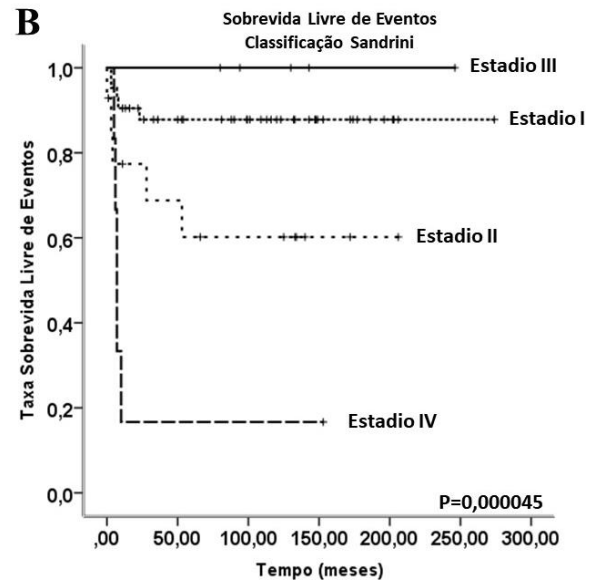 B
Sobrevida Livre de Eventos
Classificação Sandrini
Taxa Sobrevida Livre de Eventos
1,0
0,8
0,6
0,4
0,2
0,0
Estadio III
Estadio I
Estadio II
Estadio IV
P=0,000045
,00
50,00
100,00
150,00
200,00
250,00
300,00
Tempo (meses)